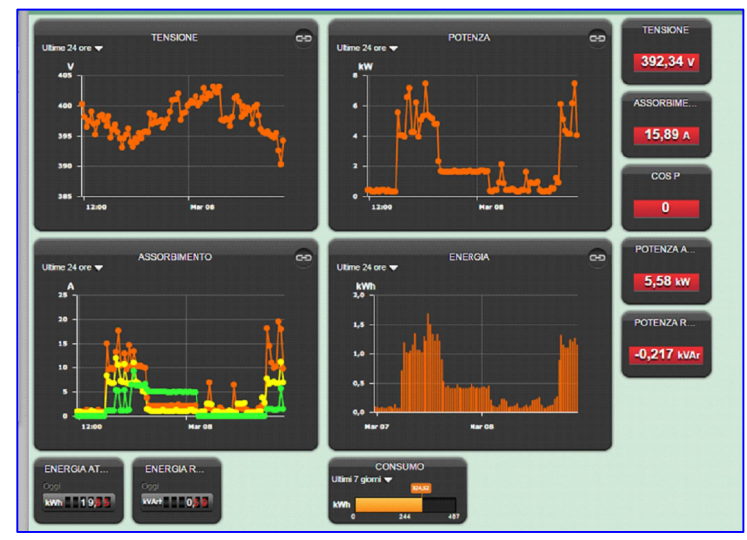 TENSIONE
Ultime 24 ore
V
405
400
395
390
385
12:00
Mar 08
POTENZA
Ultime 24 ore
kW
8
6
4
2
0
12:00
Mar 08
TENSIONE
392,34 V
ASSORBIME...
15,89 A
COS P
0
POTENZA A...
5,58 kW
POTENZA R...
-0,217 kVAr
ASSORBIMENTO
Ultime 24 ore
A
25
20
15
10
5
0
12:00
Mar 08
ENERGIA
Ultime 24 ore
kWh
2,0
1,5
1,0
0,5
0,0
Mar 07
Mar 08
ENERGIA AT...
Oggi
kWh
ENERGIA R...
Oggi
kVArh
CONSUMO
Ultimi 7 giorni
324,62
kWh
0
244
487